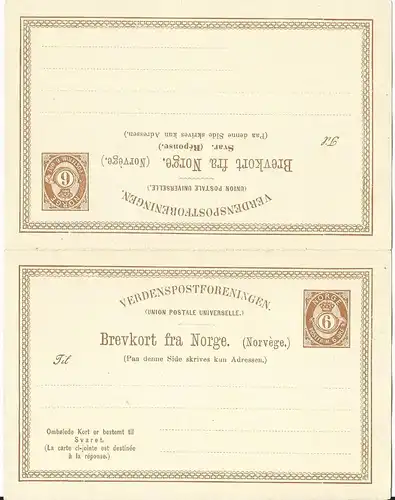 Til
(Paa denne Side skrives kun Adressen.)
Svar. (Réponse.)
Brevkort fra Norge. (Norvège.)
(UNION POSTALE UNIVERSELLE.)
VERDENSPOSTFORENINGEN.
NORGE
6
VERDENSPOSTFORENINGEN.
(UNION POSTALE UNIVERSELLE.)
NORGE
6
Brevkort fra Norge. (Norvège.)
(Paa denne Side skrives kun Adressen.)
Til
Ombøiede Kort er bestemt til
Svaret.
(La carte ci-jointe est destinée
à la réponse.)